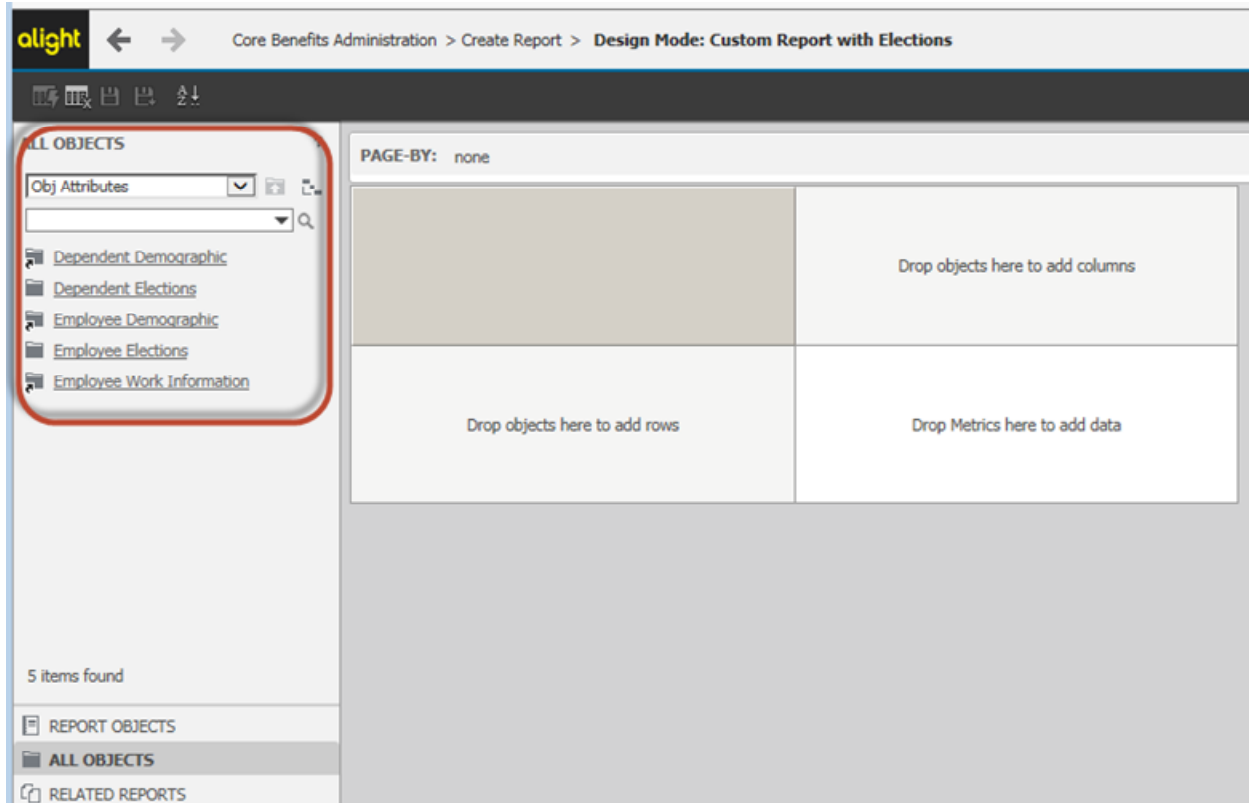 alight
Core Benefits Administration > Create Report > Design Mode: Custom Report with Elections
ALL OBJECTS
Obj Attributes
Dependent Demographic
Dependent Elections
Employee Demographic
Employee Elections
Employee Work Information
5 items found
REPORT OBJECTS
ALL OBJECTS
RELATED REPORTS
PAGE-BY: none
Drop objects here to add columns
Drop objects here to add rows
Drop Metrics here to add data